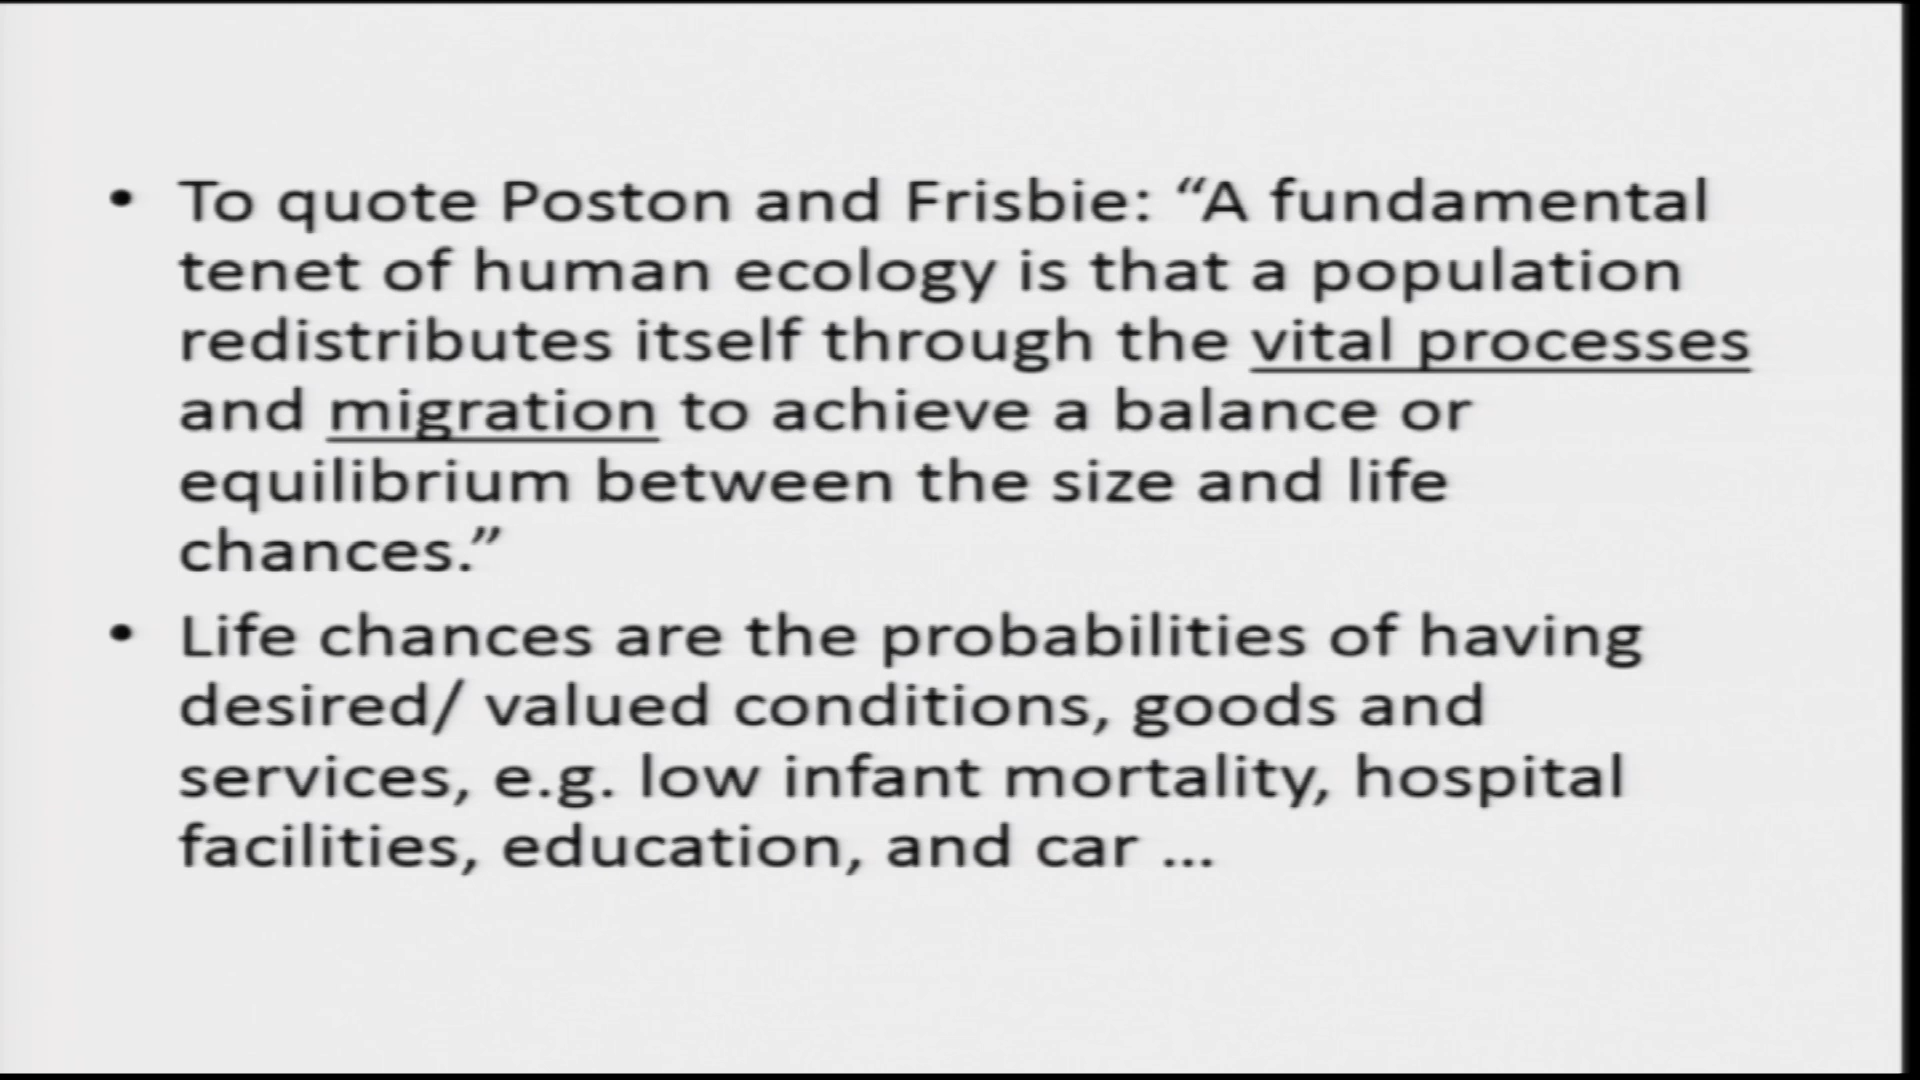 • To quote Poston and Frisbie: “A fundamental
tenet of human ecology is that a population
redistributes itself through the vital processes
and migration to achieve a balance or
equilibrium between the size and life
chances.”
• Life chances are the probabilities of having
desired/ valued conditions, goods and
services, e.g. low infant mortality, hospital
facilities, education, and car ...